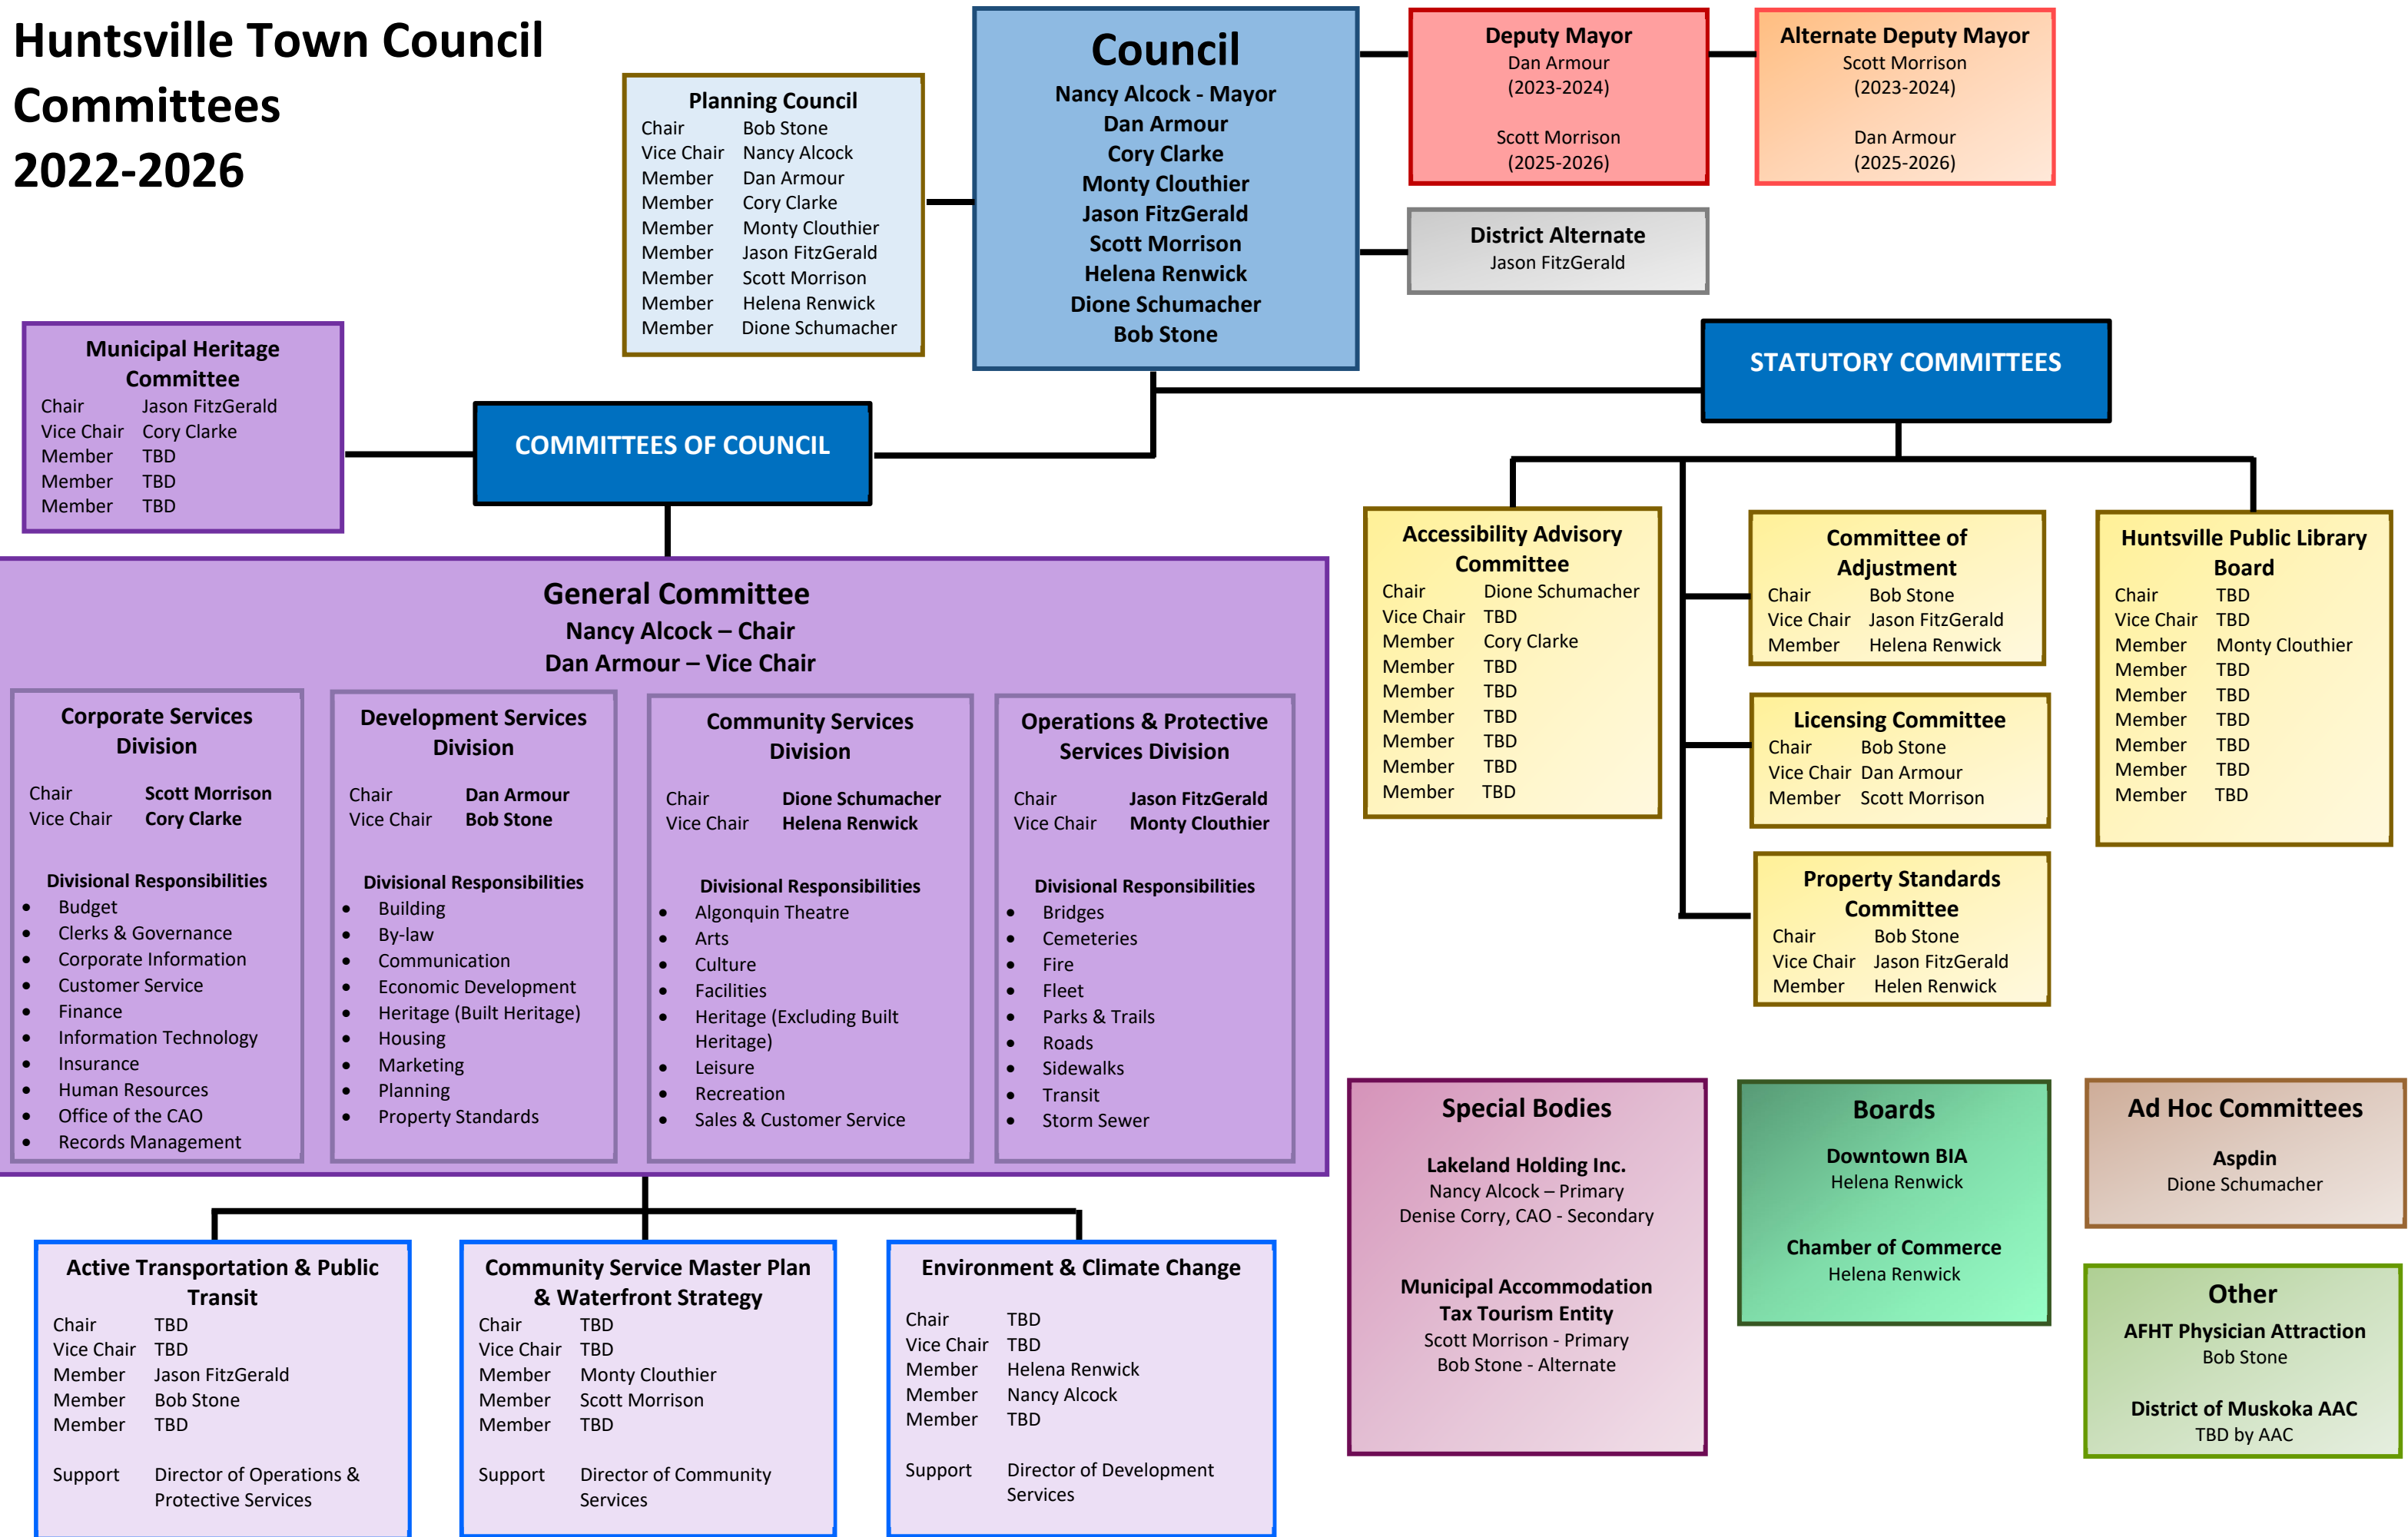 Huntsville Town Council
Committees
2022-2026
Planning Council
Chair Bob Stone
Vice Chair Nancy Alcock
Member Dan Armour
Member Cory Clarke
Member Monty Clouthier
Member Jason FitzGerald
Member Scott Morrison
Member Helena Renwick
Member Dione Schumacher
Council
Nancy Alcock - Mayor
Dan Armour
Cory Clarke
Monty Clouthier
Jason FitzGerald
Scott Morrison
Helena Renwick
Dione Schumacher
Bob Stone
Deputy Mayor
Dan Armour
(2023-2024)
Scott Morrison
(2025-2026)
Alternate Deputy Mayor
Scott Morrison
(2023-2024)
Dan Armour
(2025-2026)
District Alternate
Jason FitzGerald
Municipal Heritage
Committee
Chair Jason FitzGerald
Vice Chair Cory Clarke
Member TBD
Member TBD
Member TBD
COMMITTEES OF COUNCIL
STATUTORY COMMITTEES
General Committee
Nancy Alcock – Chair
Dan Armour – Vice Chair
Corporate Services
Division
Chair Scott Morrison
Vice Chair Cory Clarke
Divisional Responsibilities
• Budget
• Clerks & Governance
• Corporate Information
• Customer Service
• Finance
• Information Technology
• Insurance
• Human Resources
• Office of the CAO
• Records Management
Development Services
Division
Chair Dan Armour
Vice Chair Bob Stone
Divisional Responsibilities
• Building
• By-law
• Communication
• Economic Development
• Heritage (Built Heritage)
• Housing
• Marketing
• Planning
• Property Standards
Community Services
Division
Chair Dione Schumacher
Vice Chair Helena Renwick
Divisional Responsibilities
• Algonquin Theatre
• Arts
• Culture
• Facilities
• Heritage (Excluding Built
Heritage)
• Leisure
• Recreation
• Sales & Customer Service
Operations & Protective
Services Division
Chair Jason FitzGerald
Vice Chair Monty Clouthier
Divisional Responsibilities
• Bridges
• Cemeteries
• Fire
• Fleet
• Parks & Trails
• Roads
• Sidewalks
• Transit
• Storm Sewer
Accessibility Advisory
Committee
Chair Dione Schumacher
Vice Chair TBD
Member Cory Clarke
Member TBD
Member TBD
Member TBD
Member TBD
Member TBD
Member TBD
Committee of
Adjustment
Chair Bob Stone
Vice Chair Jason FitzGerald
Member Helena Renwick
Licensing Committee
Chair Bob Stone
Vice Chair Dan Armour
Member Scott Morrison
Property Standards
Committee
Chair Bob Stone
Vice Chair Jason FitzGerald
Member Helen Renwick
Huntsville Public Library
Board
Chair TBD
Vice Chair TBD
Member Monty Clouthier
Member TBD
Member TBD
Member TBD
Member TBD
Member TBD
Member TBD
Active Transportation & Public
Transit
Chair TBD
Vice Chair TBD
Member Jason FitzGerald
Member Bob Stone
Member TBD
Support Director of Operations &
Protective Services
Community Service Master Plan
& Waterfront Strategy
Chair TBD
Vice Chair TBD
Member Monty Clouthier
Member Scott Morrison
Member TBD
Support Director of Community
Services
Environment & Climate Change
Chair TBD
Vice Chair TBD
Member Helena Renwick
Member Nancy Alcock
Member TBD
Support Director of Development
Services
Special Bodies
Lakeland Holding Inc.
Nancy Alcock – Primary
Denise Corry, CAO - Secondary
Municipal Accommodation
Tax Tourism Entity
Scott Morrison - Primary
Bob Stone - Alternate
Boards
Downtown BIA
Helena Renwick
Chamber of Commerce
Helena Renwick
Ad Hoc Committees
Aspdin
Dione Schumacher
Other
AFHT Physician Attraction
Bob Stone
District of Muskoka AAC
TBD by AAC